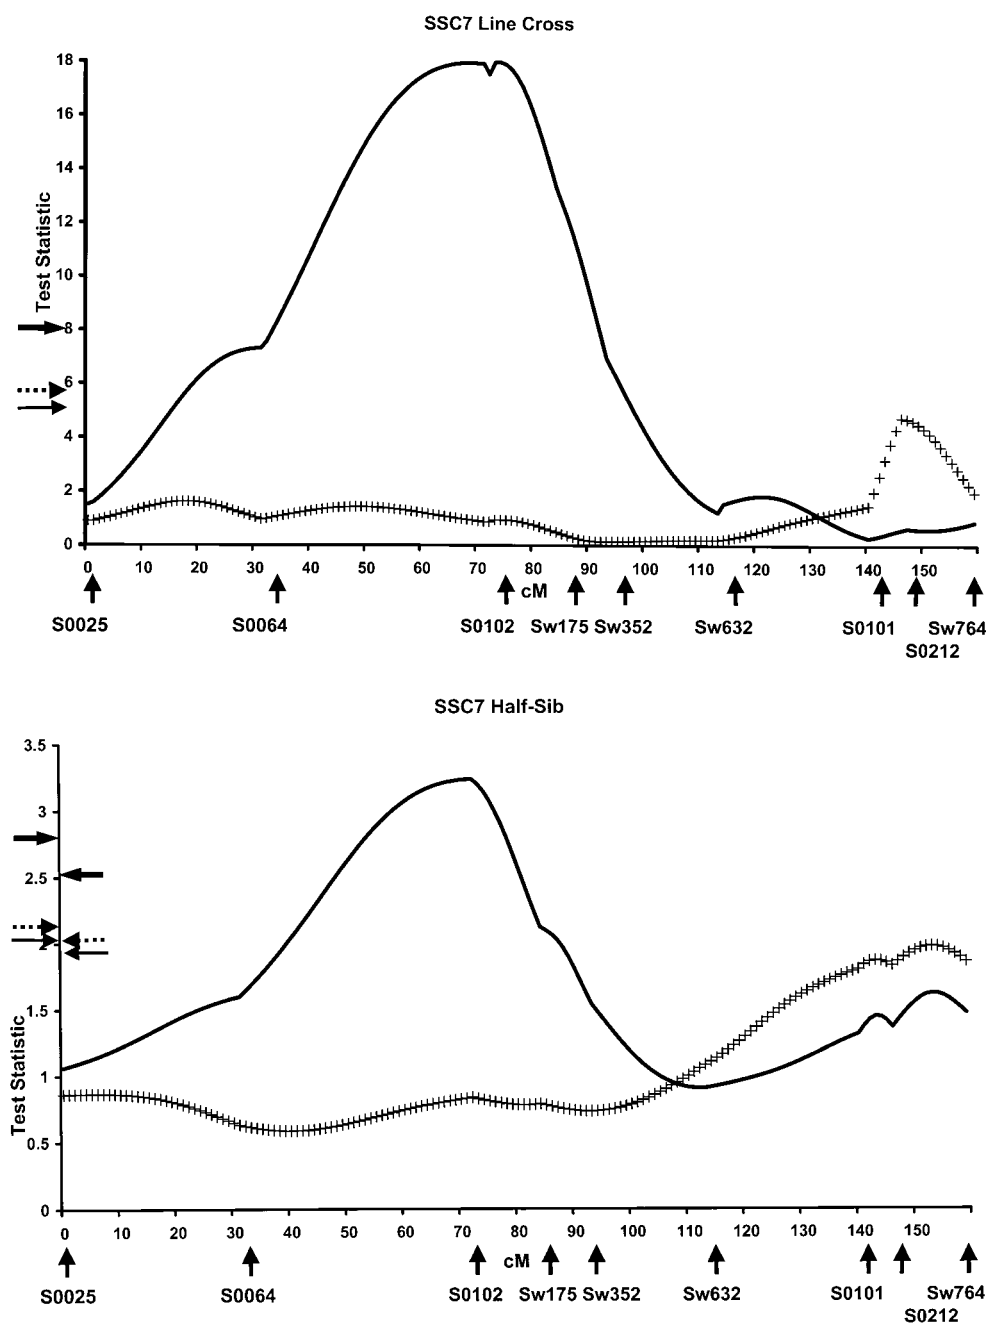 SSC7 Line Cross
18
16
14
12
10
8
6
4
2
0
Test Statistic
0 10 20 30 40 50 60 70 80 90 100 110 120 130 140 150
cM
S0025 S0064 S0102 Sw175 Sw352 Sw632 S0101 Sw764
S0212
SSC7 Half-Sib
3.5
3
2.5
2
1.5
1
0.5
0
Test Statistic
0 10 20 30 40 50 60 70 80 90 100 110 120 130 140 150
cM
S0025 S0064 S0102 Sw175 Sw352 Sw632 S0101 Sw764
S0212